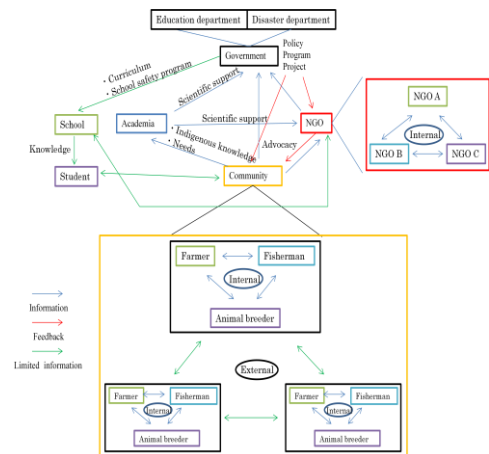 Education department
Disaster department
Government
Policy
Program
Project
・Curriculum
・School safety program
Scientific support
NGO A
School
Academia
Scientific support
NGO
Internal
Knowledge
・Indigenous knowledge
・Needs
Advocacy
NGO B
NGO C
Student
Community
Farmer
Fisherman
Internal
Animal breeder
Information
Feedback
Limited information
External
Farmer
Fisherman
Internal
Animal breeder
Farmer
Fisherman
Internal
Animal breeder